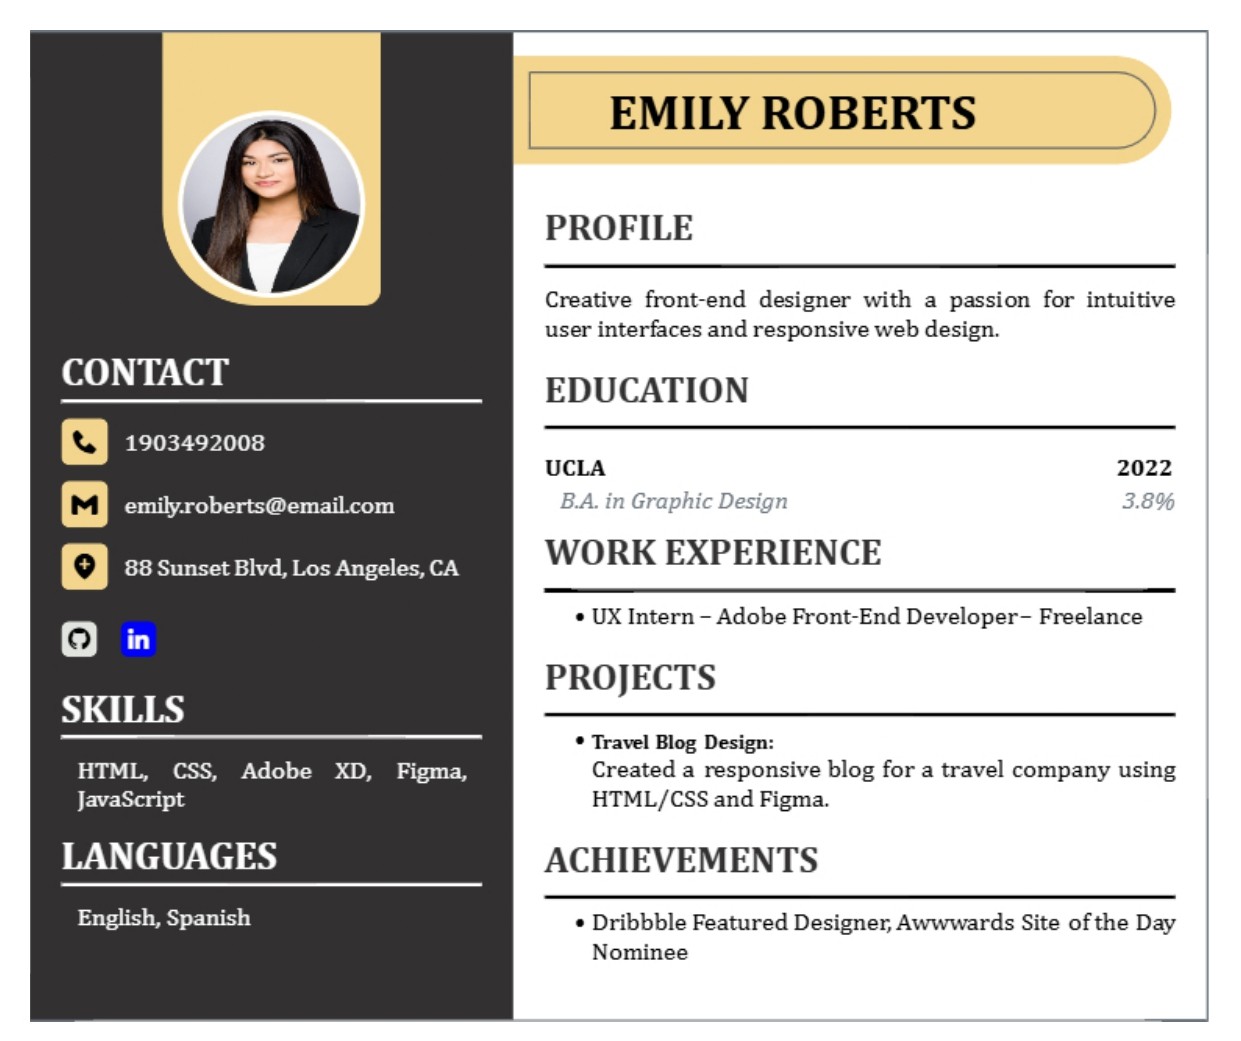 EMILY ROBERTS
CONTACT
1903492008
emily.roberts@email.com
88 Sunset Blvd, Los Angeles, CA
in
SKILLS
HTML, CSS, Adobe XD, Figma,
JavaScript
LANGUAGES
English, Spanish
PROFILE
Creative front-end designer with a passion for intuitive
user interfaces and responsive web design.
EDUCATION
UCLA 2022
B.A. in Graphic Design 3.8%
WORK EXPERIENCE
• UX Intern – Adobe Front-End Developer– Freelance
PROJECTS
• Travel Blog Design:
Created a responsive blog for a travel company using
HTML/CSS and Figma.
ACHIEVEMENTS
• Dribbble Featured Designer, Awwwards Site of the Day
Nominee